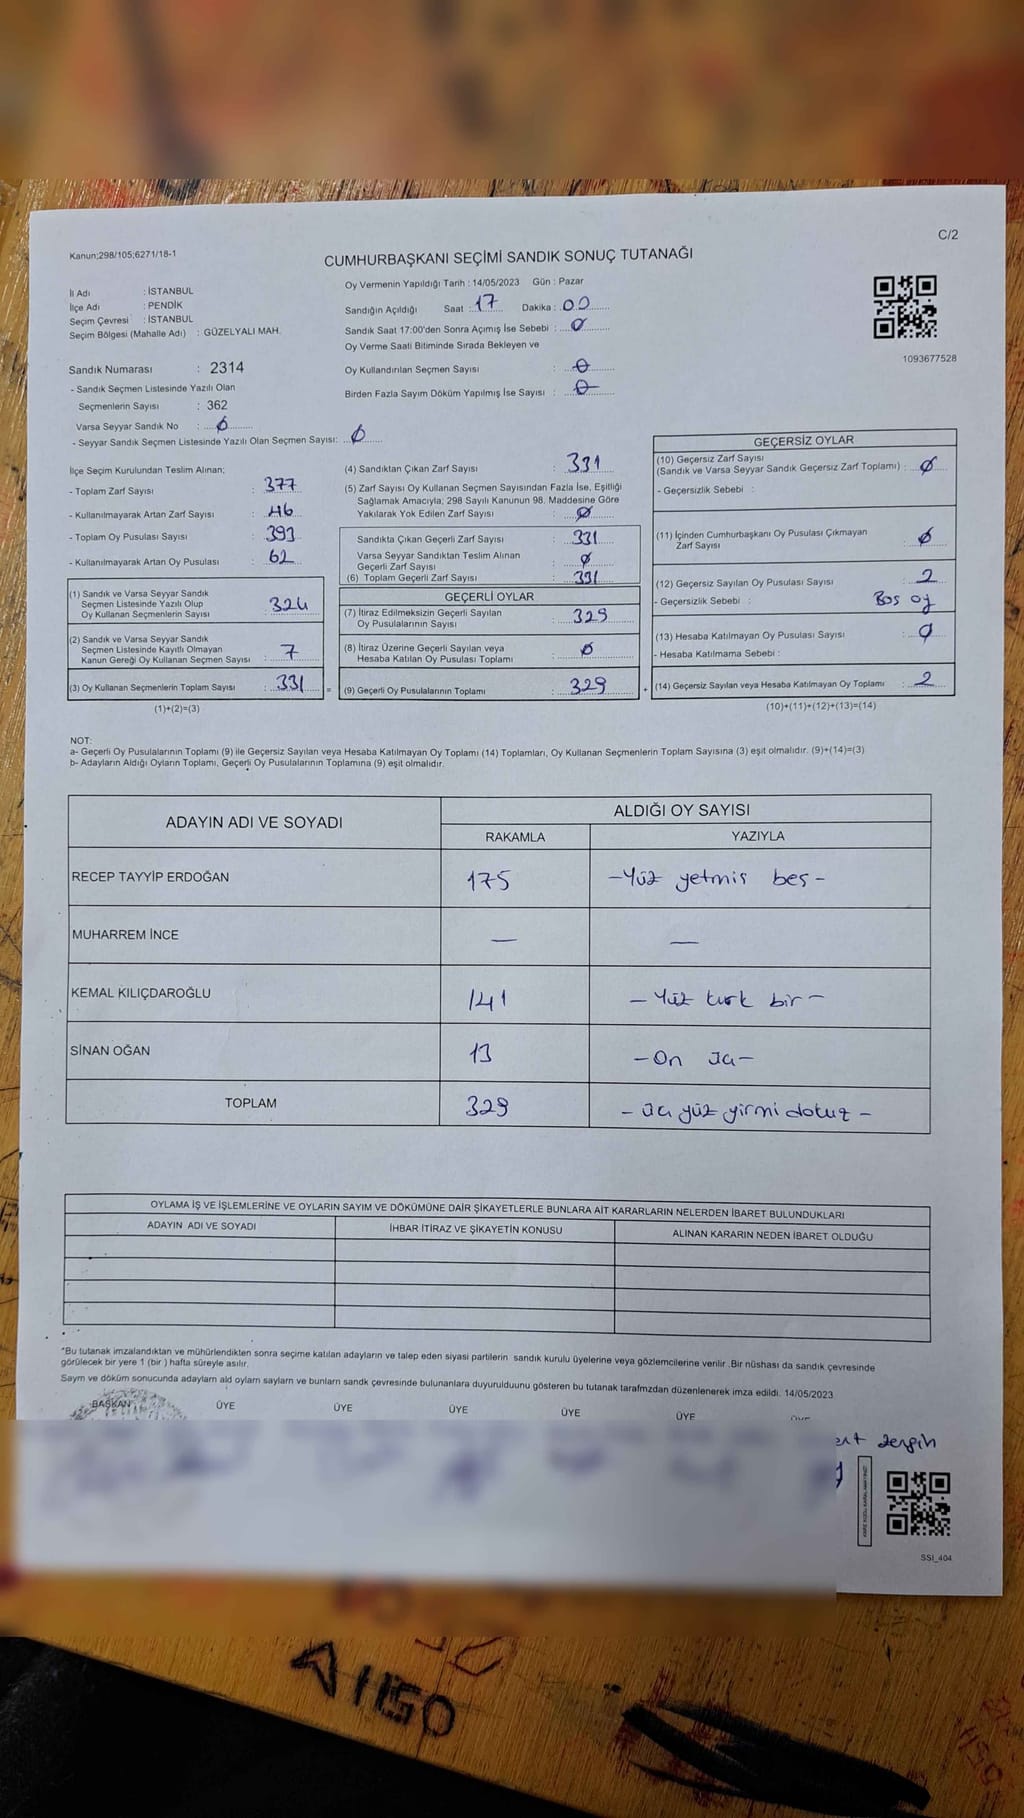 C/2
Kanun;298/105;6271/18-1
CUMHURBAŞKANI SEÇİMİ SANDIK SONUÇ TUTANAĞI
İl Adı : İSTANBUL
İlçe Adı : PENDİK
Seçim Çevresi : İSTANBUL
Seçim Bölgesi (Mahalle Adı) : GÜZELYALI MAH.
Sandık Numarası : 2314
- Sandık Seçmen Listesinde Yazılı Olan
Seçmenlerin Sayısı : 362
Varsa Seyyar Sandık No : Ø
- Seyyar Sandık Seçmen Listesinde Yazılı Olan Seçmen Sayısı: Ø
Oy Vermenin Yapıldığı Tarih : 14/05/2023 Gün : Pazar
Sandığın Açıldığı Saat : 17 Dakika : 00
Sandık Saat 17:00'den Sonra Açımış İse Sebebi : Ø
Oy Verme Saati Bitiminde Sırada Bekleyen ve
Oy Kullandırılan Seçmen Sayısı : Ø
Birden Fazla Sayım Döküm Yapılmış İse Sayısı : Ø
1093677528
İlçe Seçim Kurulundan Teslim Alınan;
- Toplam Zarf Sayısı : 377
- Kullanılmayarak Artan Zarf Sayısı : 46
- Toplam Oy Pusulası Sayısı : 393
- Kullanılmayarak Artan Oy Pusulası : 62
(1) Sandık ve Varsa Seyyar Sandık
Seçmen Listesinde Yazılı Olup
Oy Kullanan Seçmenlerin Sayısı : 324
(2) Sandık ve Varsa Seyyar Sandık
Seçmen Listesinde Kayıtlı Olmayan
Kanun Gereği Oy Kullanan Seçmen Sayısı : 7
(3) Oy Kullanan Seçmenlerin Toplam Sayısı : 331 =
(1)+(2)=(3)
(4) Sandıktan Çıkan Zarf Sayısı : 331
(5) Zarf Sayısı Oy Kullanan Seçmen Sayısından Fazla İse, Eşitliği
Sağlamak Amacıyla; 298 Sayılı Kanunun 98. Maddesine Göre
Yakılarak Yok Edilen Zarf Sayısı : Ø
Sandıkta Çıkan Geçerli Zarf Sayısı : 331
Varsa Seyyar Sandıktan Teslim Alınan
Geçerli Zarf Sayısı : Ø
(6) Toplam Geçerli Zarf Sayısı : 331
GEÇERLİ OYLAR
(7) İtiraz Edilmeksizin Geçerli Sayılan
Oy Pusulalarının Sayısı : 329
(8) İtiraz Üzerine Geçerli Sayılan veya
Hesaba Katılan Oy Pusulası Toplamı : Ø
(9) Geçerli Oy Pusulalarının Toplamı : 329 +
GEÇERSİZ OYLAR
(10) Geçersiz Zarf Sayısı
(Sandık ve Varsa Seyyar Sandık Geçersiz Zarf Toplamı) : Ø
- Geçersizlik Sebebi :
(11) İçinden Cumhurbaşkanı Oy Pusulası Çıkmayan
Zarf Sayısı : Ø
(12) Geçersiz Sayılan Oy Pusulası Sayısı : 2
- Geçersizlik Sebebi : Boş oy
(13) Hesaba Katılmayan Oy Pusulası Sayısı : Ø
- Hesaba Katılmama Sebebi :
(14) Geçersiz Sayılan veya Hesaba Katılmayan Oy Toplamı : 2
(10)+(11)+(12)+(13)=(14)
NOT:
a- Geçerli Oy Pusulalarının Toplamı (9) ile Geçersiz Sayılan veya Hesaba Katılmayan Oy Toplamı (14) Toplamları, Oy Kullanan Seçmenlerin Toplam Sayısına (3) eşit olmalıdır. (9)+(14)=(3)
b- Adayların Aldığı Oyların Toplamı, Geçerli Oy Pusulalarının Toplamına (9) eşit olmalıdır.
ADAYIN ADI VE SOYADI ALDIĞI OY SAYISI
RAKAMLA YAZIYLA
RECEP TAYYİP ERDOĞAN 175 -Yüz yetmis bes-
MUHARREM İNCE — —
KEMAL KILIÇDAROĞLU 141 - Yüz kırk bir -
SİNAN OĞAN 13 -On üç-
TOPLAM 329 - üç yüz yirmi dokuz -
OYLAMA İŞ VE İŞLEMLERİNE VE OYLARIN SAYIM VE DÖKÜMÜNE DAİR ŞİKAYETLERLE BUNLARA AİT KARARLARIN NELERDEN İBARET BULUNDUKLARI
ADAYIN ADI VE SOYADI İHBAR İTİRAZ VE ŞİKAYETİN KONUSU ALINAN KARARIN NEDEN İBARET OLDUĞU
*Bu tutanak imzalandıktan ve mühürlendikten sonra seçime katılan adayların ve talep eden siyasi partilerin sandık kurulu üyelerine veya gözlemcilerine verilir .Bir nüshası da sandık çevresinde
görülecek bir yere 1 (bir ) hafta süreyle asılır.
Sayım ve döküm sonucunda adayların ald oyların sayları ve bunların sandk çevresinde bulunanlara duyurulduunu gösteren bu tutanak tarafmzdan düzenlenerek imza edildi. 14/05/2023
BAŞKAN ÜYE ÜYE ÜYE ÜYE ÜYE ÜYE
SSI_404
A1150